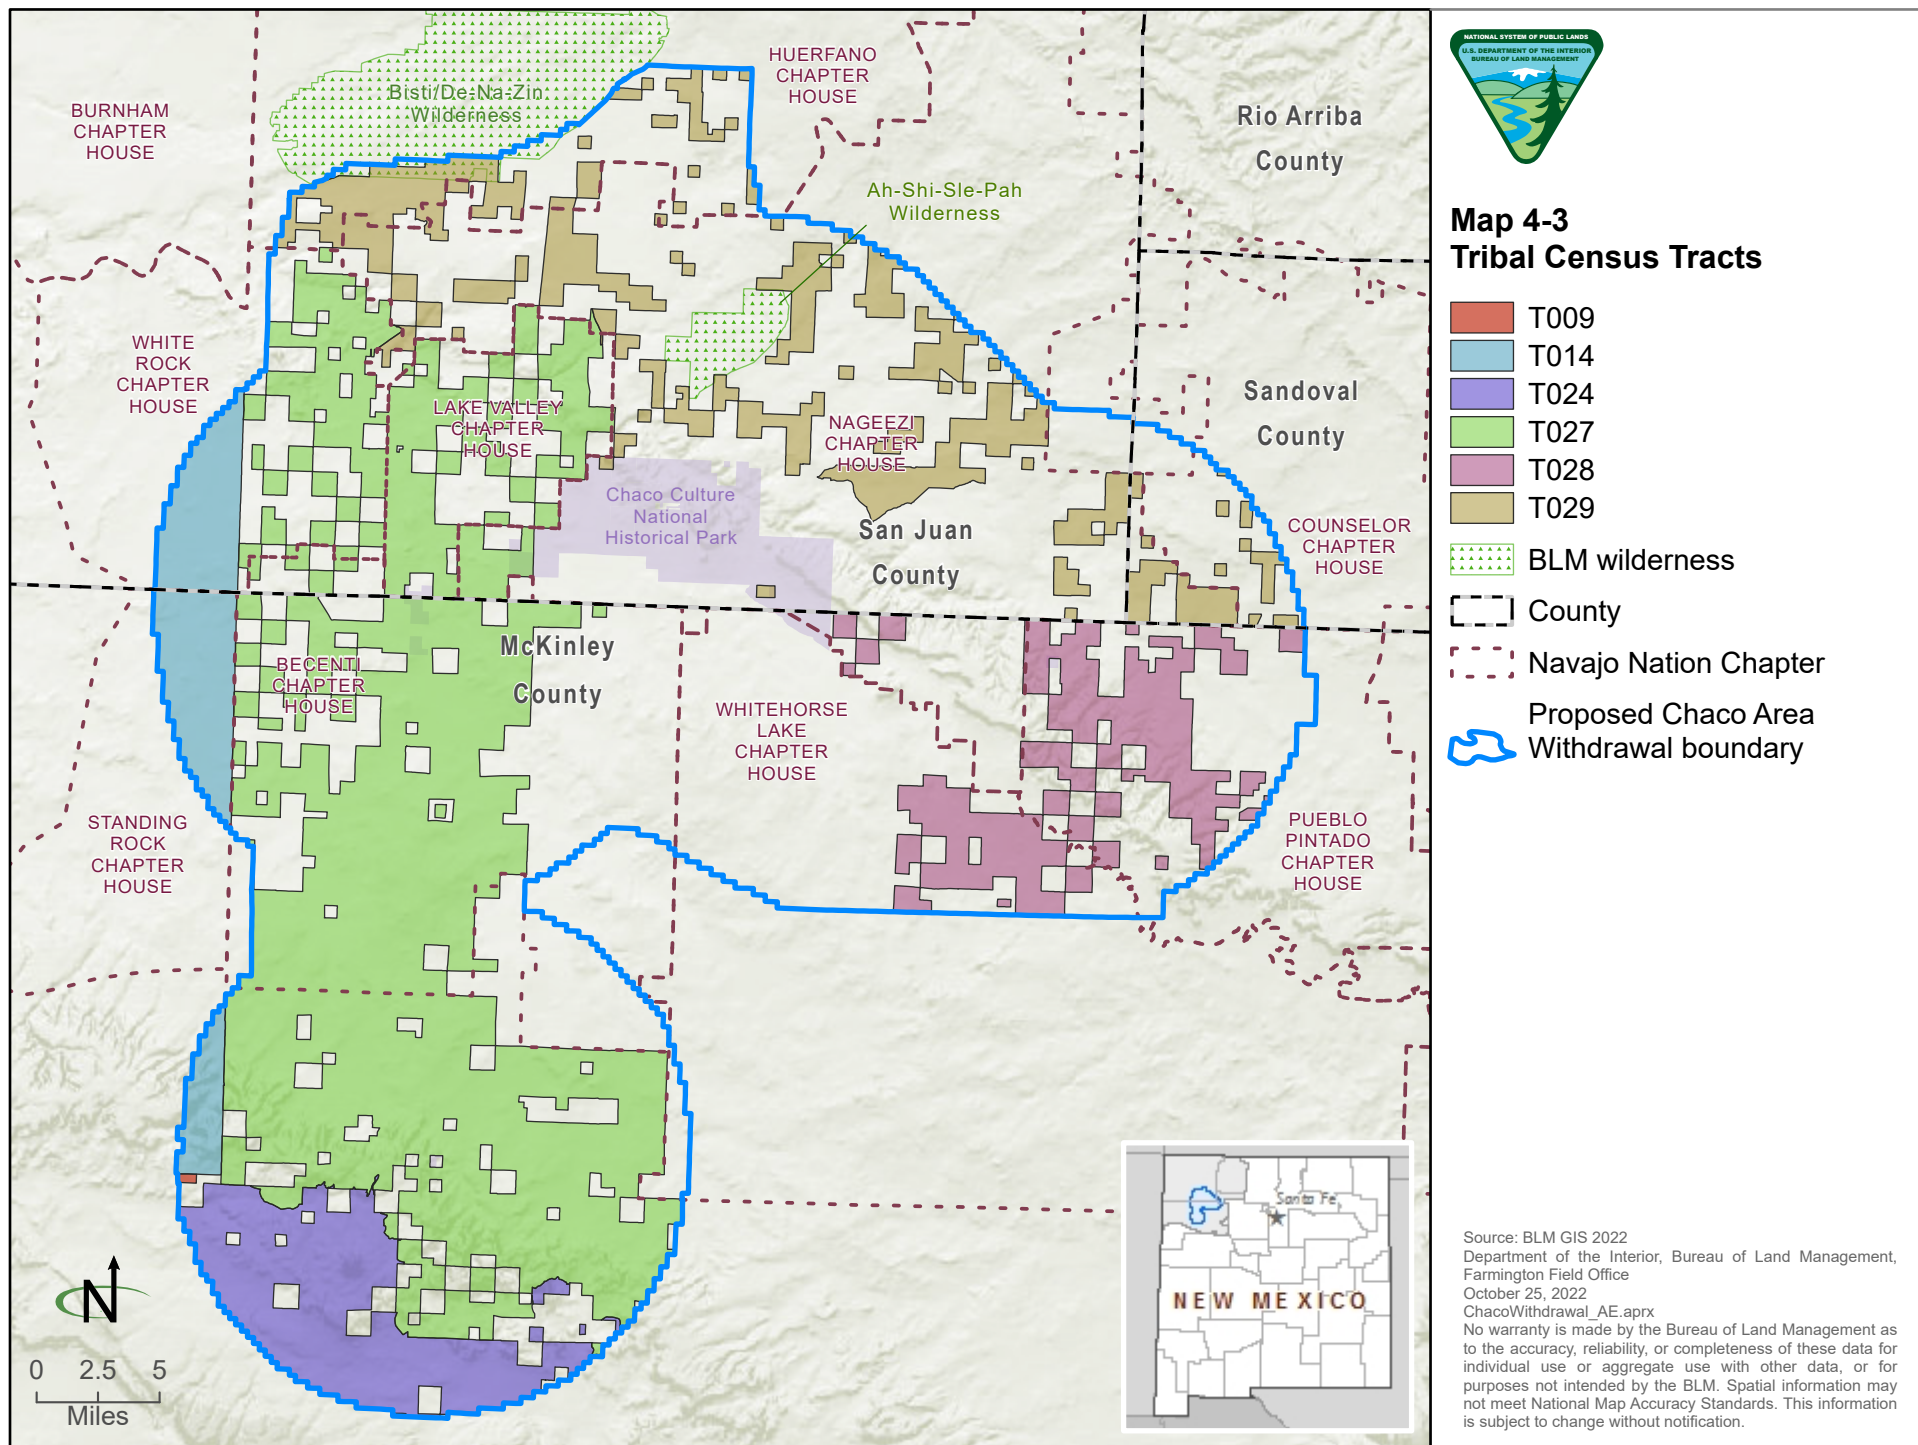 BURNHAM
CHAPTER
HOUSE
Bisti/De-Na-Zin
Wilderness
HUERFANO
CHAPTER
HOUSE
Rio Arriba
County
Ah-Shi-Sle-Pah
Wilderness
WHITE
ROCK
CHAPTER
HOUSE
LAKE VALLEY
CHAPTER
HOUSE
NAGEEZI
CHAPTER
HOUSE
Sandoval
County
Chaco Culture
National
Historical Park
San Juan
County
COUNSELOR
CHAPTER
HOUSE
McKinley
County
BECENTI
CHAPTER
HOUSE
WHITEHORSE
LAKE
CHAPTER
HOUSE
STANDING
ROCK
CHAPTER
HOUSE
PUEBLO
PINTADO
CHAPTER
HOUSE
N
0 2.5 5
Miles
Santa Fe
NEW MEXICO
NATIONAL SYSTEM OF PUBLIC LANDS
U.S. DEPARTMENT OF THE INTERIOR
BUREAU OF LAND MANAGEMENT
Map 4-3
Tribal Census Tracts
T009
T014
T024
T027
T028
T029
BLM wilderness
County
Navajo Nation Chapter
Proposed Chaco Area
Withdrawal boundary
Source: BLM GIS 2022
Department of the Interior, Bureau of Land Management,
Farmington Field Office
October 25, 2022
ChacoWithdrawal_AE.aprx
No warranty is made by the Bureau of Land Management as
to the accuracy, reliability, or completeness of these data for
individual use or aggregate use with other data, or for
purposes not intended by the BLM. Spatial information may
not meet National Map Accuracy Standards. This information
is subject to change without notification.